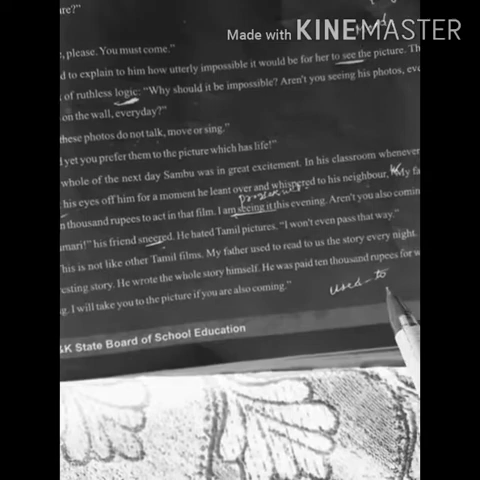 are?"
Made with KINEMASTER
, please. You must come."
d to explain to him how utterly impossible it would be for her to see the picture. Th
of ruthless logic: "Why should it be impossible? Aren't you seeing his photos, eve
on the wall, everyday?"
hese photos do not talk, move or sing."
d yet you prefer them to the picture which has life!"
whole of the next day Sambu was in great excitement. In his classroom whenever
his eyes off him for a moment he leant over and whispered to his neighbour, "My fa
n thousand rupees to act in that film. I am seeing it this evening. Aren't you also comin
mari!" his friend sneered. He hated Tamil pictures. "I won't even pass that way."
his is not like other Tamil films. My father used to read to us the story every night.
esting story. He wrote the whole story himself. He was paid ten thousand rupees for w
g. I will take you to the picture if you are also coming."
used - to
&K State Board of School Education